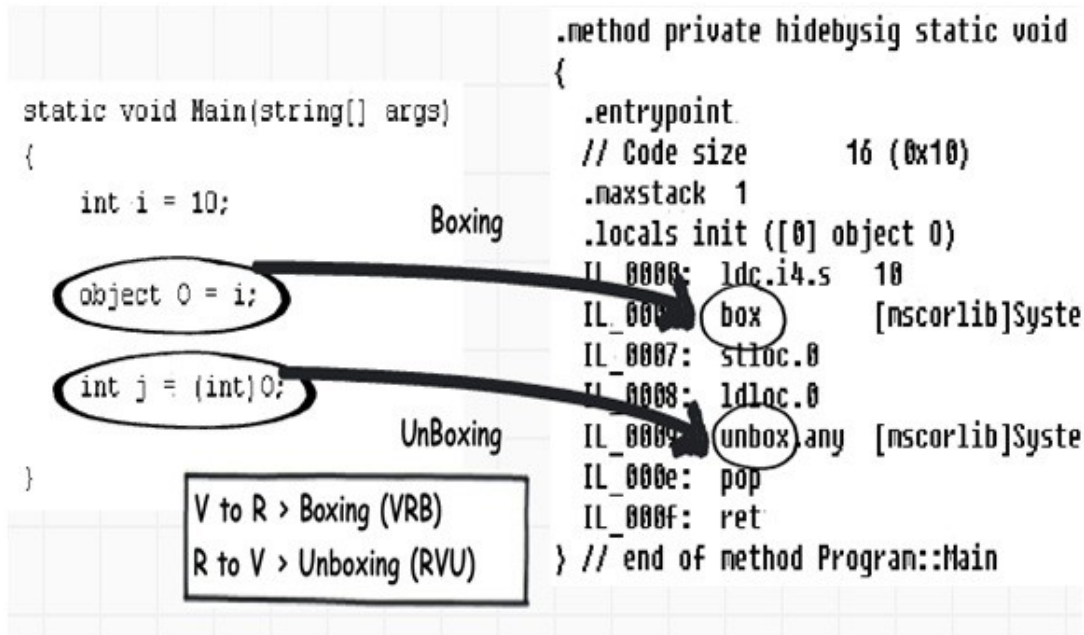 static void Main(string[] args)
{
int i = 10;
object O = i;
int j = (int)O;
}
Boxing
UnBoxing
V to R > Boxing (VRB)
R to V > Unboxing (RVU)
.method private hidebysig static void
{
.entrypoint
// Code size 16 (0x10)
.maxstack 1
.locals init ([0] object O)
IL_0000: ldc.i4.s 10
box [mscorlib]Syste
IL_0007: stloc.0
IL_0008: ldloc.0
IL_0009: unbox.any [mscorlib]Syste
IL_000e: pop
IL_000f: ret
} // end of method Program::Main